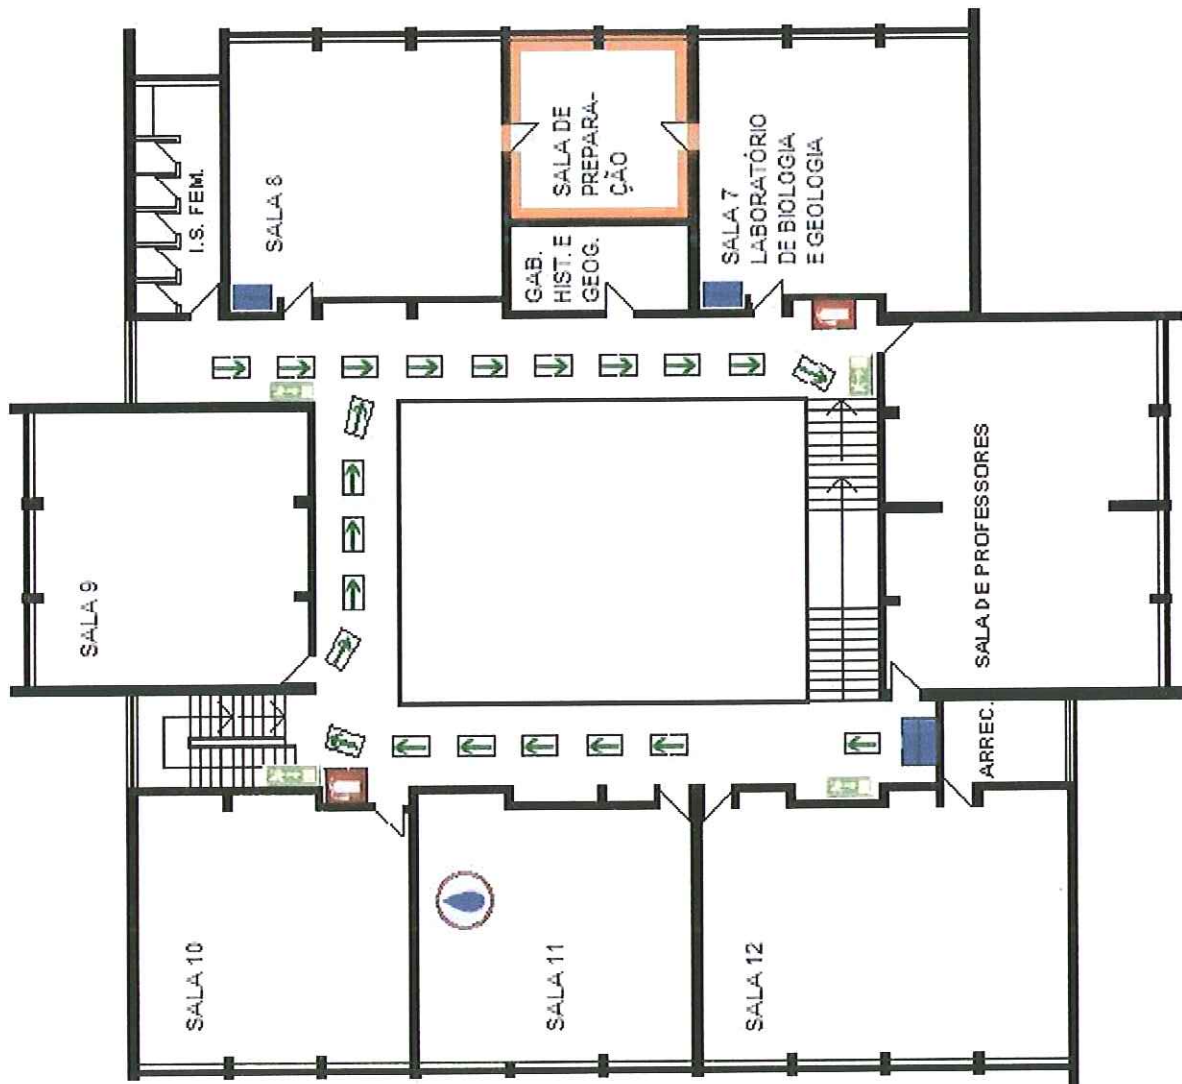 I.S. FEM.
SALA 8
SALA DE
PREPARA-
ÇÃO
GAB.
HIST. E
GEOG.
SALA 7
LABORATÓRIO
DE BIOLOGIA
E GEOLOGIA
SALA 9
SALA DE PROFESSORES
ARREC.
SALA 10
SALA 11
SALA 12